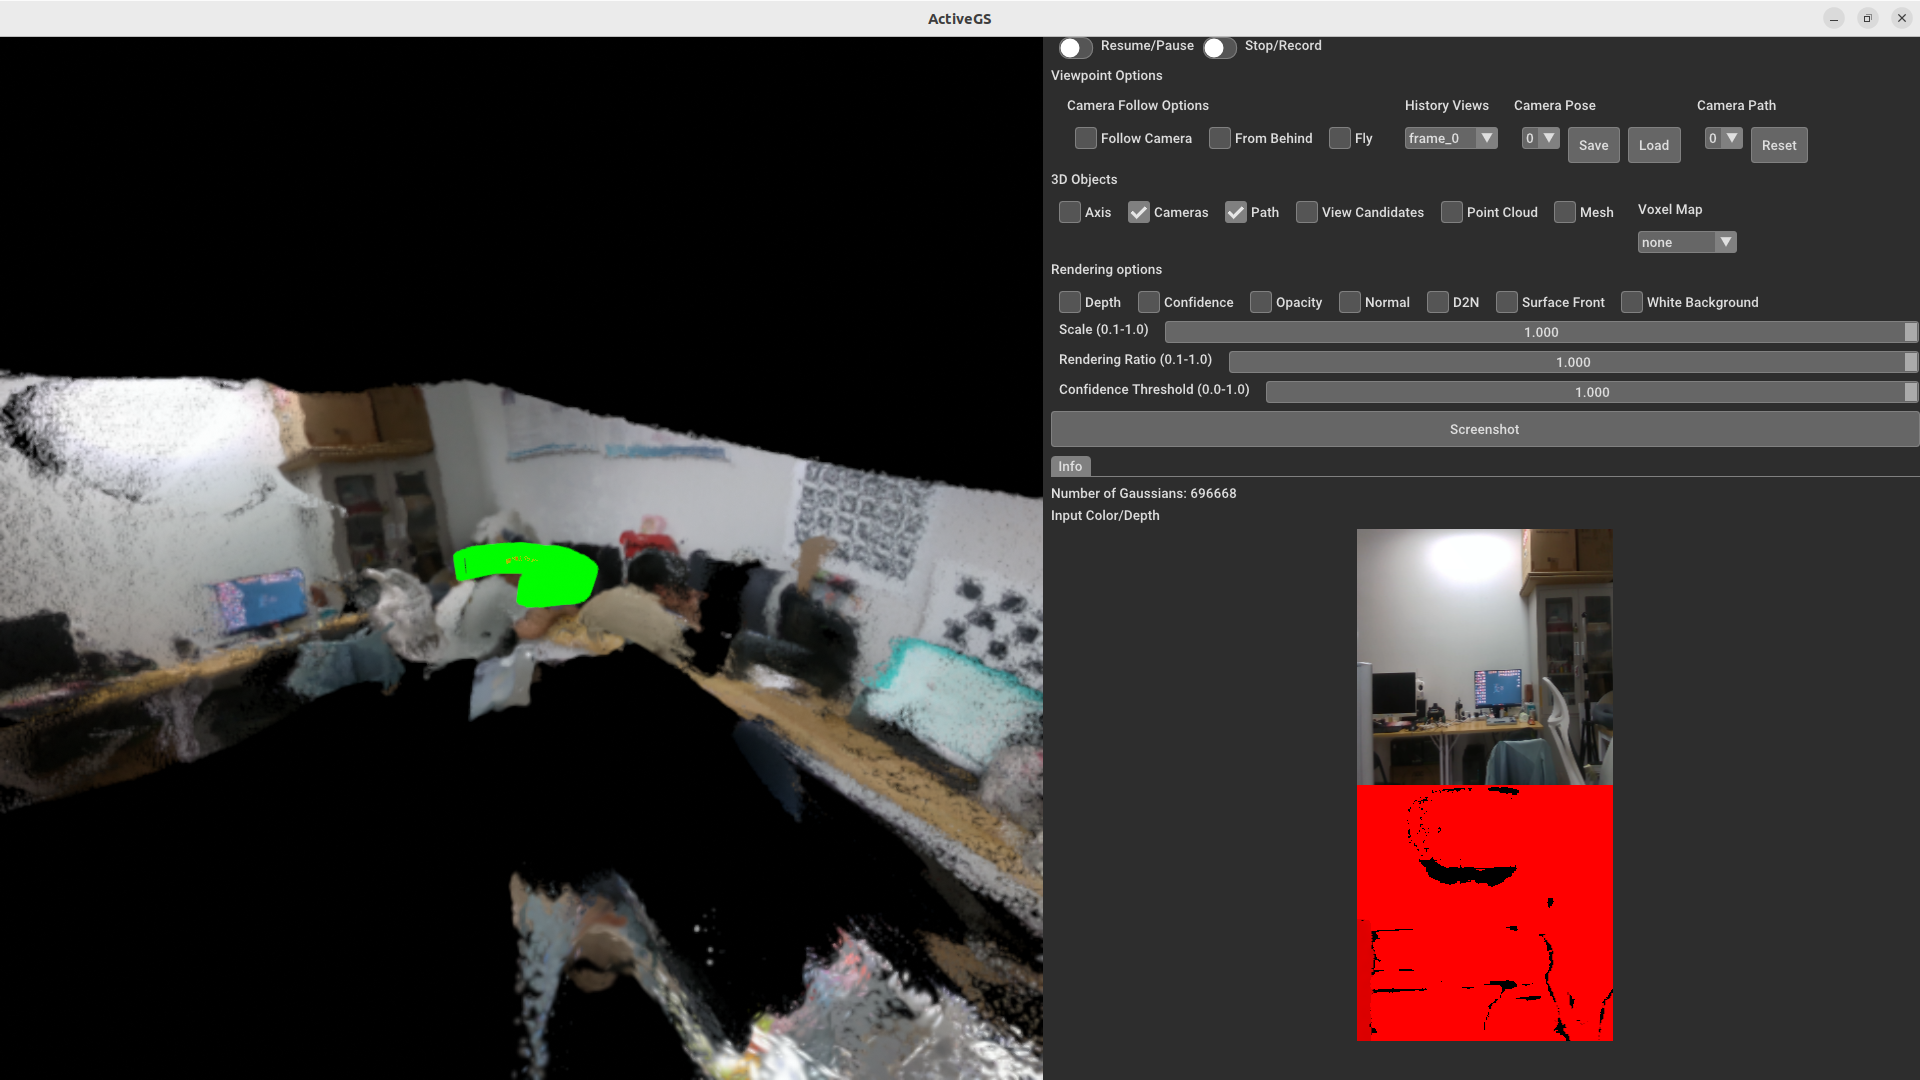 ActiveGS
Resume/Pause Stop/Record
Viewpoint Options
Camera Follow Options History Views Camera Pose Camera Path
Follow Camera From Behind Fly frame_0 0 Save Load 0 Reset
3D Objects
Axis Cameras Path View Candidates Point Cloud Mesh Voxel Map
none
Rendering options
Depth Confidence Opacity Normal D2N Surface Front White Background
Scale (0.1-1.0) 1.000
Rendering Ratio (0.1-1.0) 1.000
Confidence Threshold (0.0-1.0) 1.000
Screenshot
Info
Number of Gaussians: 696668
Input Color/Depth